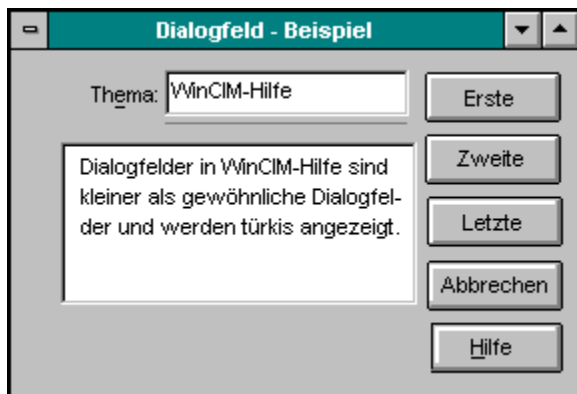 Dialogfeld - Beispiel
Thema: WinCIM-Hilfe
Erste
Dialogfelder in WinCIM-Hilfe sind
kleiner als gewöhnliche Dialogfel-
der und werden türkis angezeigt.
Zweite
Letzte
Abbrechen
Hilfe